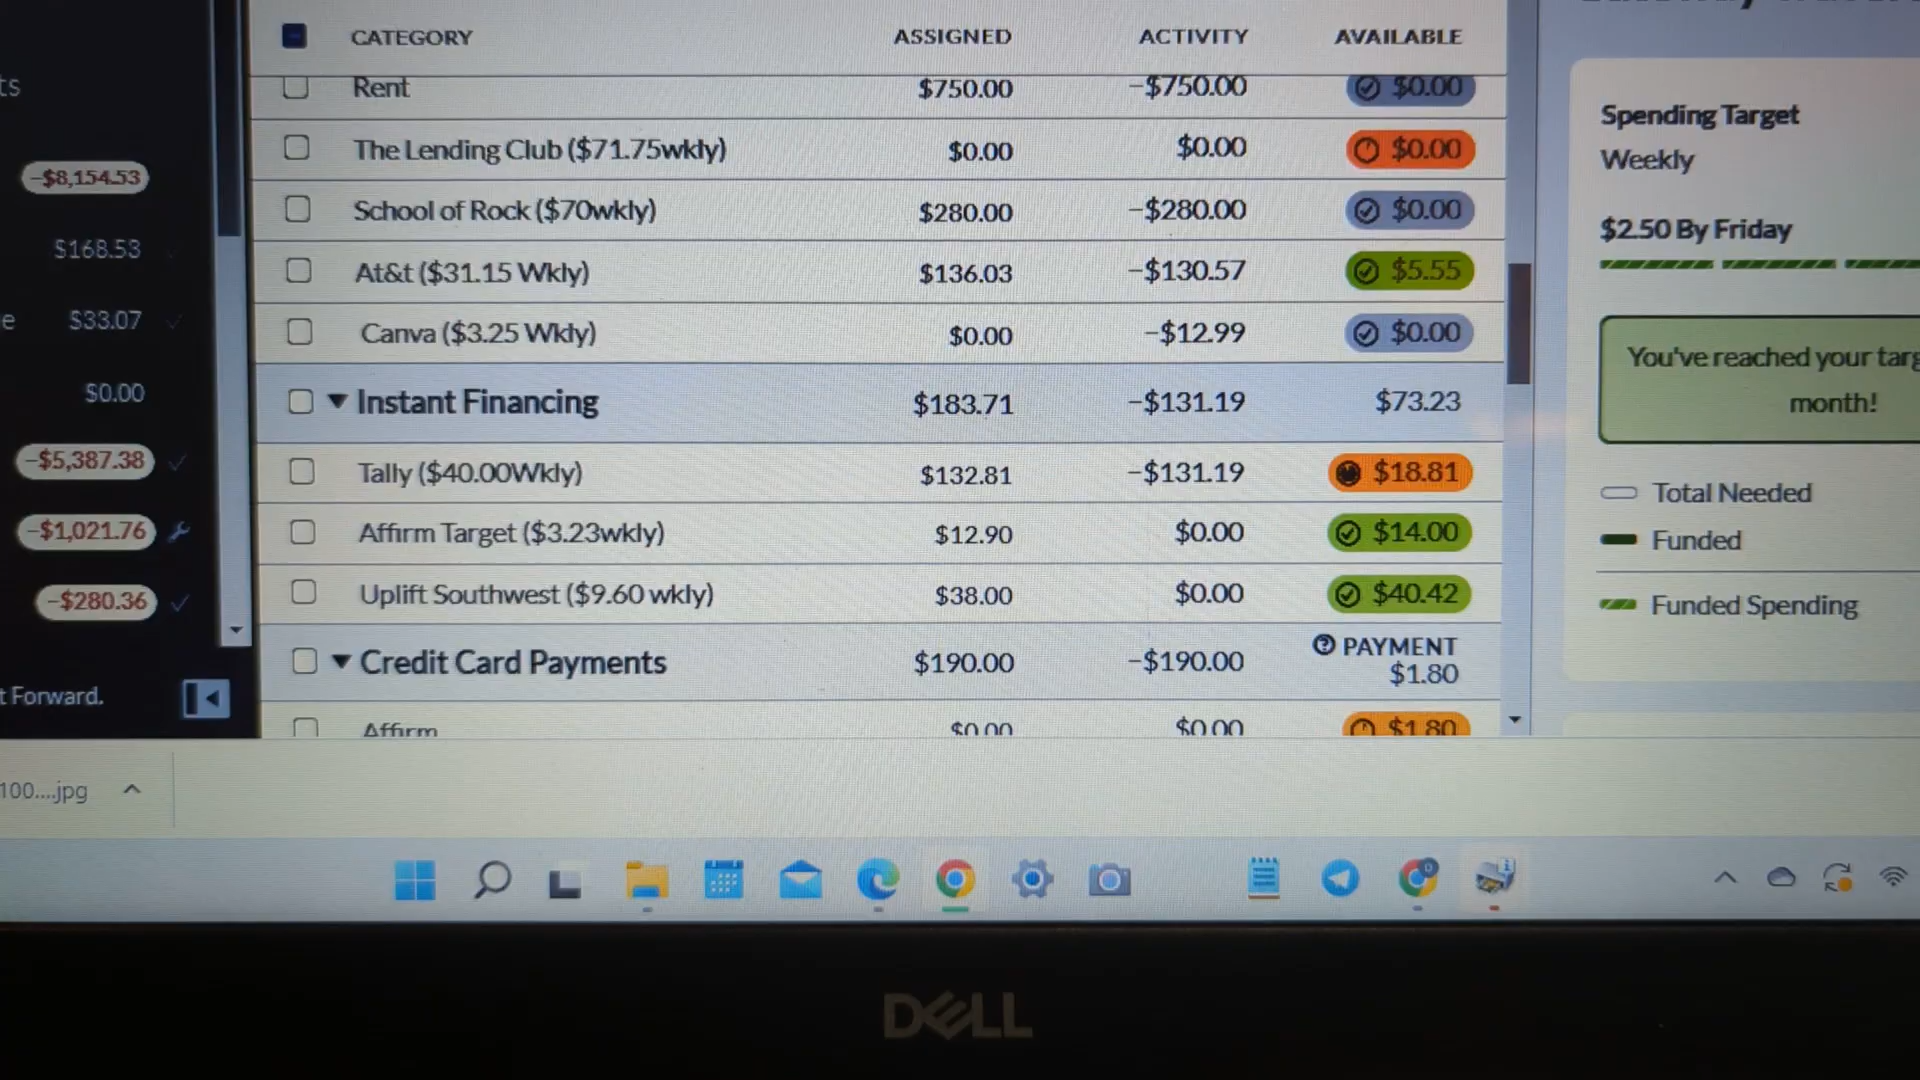 CATEGORY ASSIGNED ACTIVITY AVAILABLE
Rent $750.00 −$750.00 $0.00
The Lending Club ($71.75wkly) $0.00 $0.00 $0.00
School of Rock ($70wkly) $280.00 −$280.00 $0.00
At&t ($31.15 Wkly) $136.03 −$130.57 $5.55
Canva ($3.25 Wkly) $0.00 −$12.99 $0.00
Instant Financing $183.71 −$131.19 $73.23
Tally ($40.00Wkly) $132.81 −$131.19 $18.81
Affirm Target ($3.23wkly) $12.90 $0.00 $14.00
Uplift Southwest ($9.60 wkly) $38.00 $0.00 $40.42
Credit Card Payments $190.00 −$190.00 PAYMENT
$1.80
Affirm $0.00 $0.00 $1.80
ts
−$8,154.53
$168.53
e $33.07
$0.00
−$5,387.38
−$1,021.76
−$280.36
t Forward.
Spending Target
Weekly
$2.50 By Friday
You've reached your targ
month!
Total Needed
Funded
Funded Spending
100....jpg
DELL